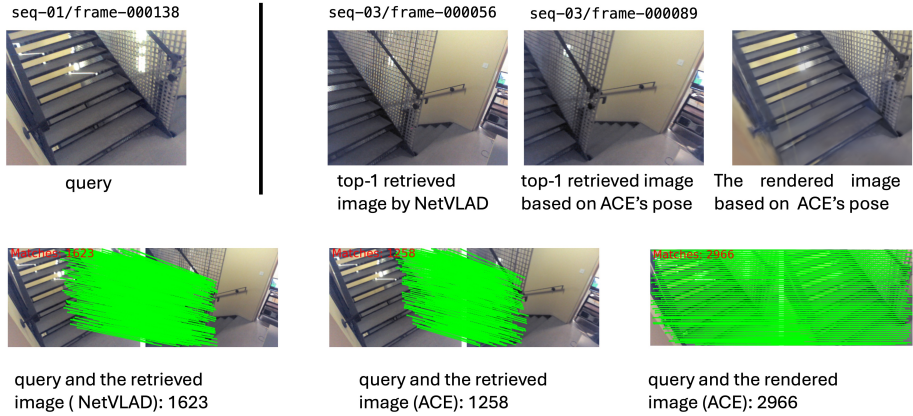 seq-01/frame-000138
seq-03/frame-000056
seq-03/frame-000089
query
top-1 retrieved
image by NetVLAD
top-1 retrieved image
based on ACE’s pose
The rendered image
based on ACE’s pose
Matches: 1623
Matches: 1258
Matches: 2966
query and the retrieved
image ( NetVLAD): 1623
query and the retrieved
image (ACE): 1258
query and the rendered
image (ACE): 2966